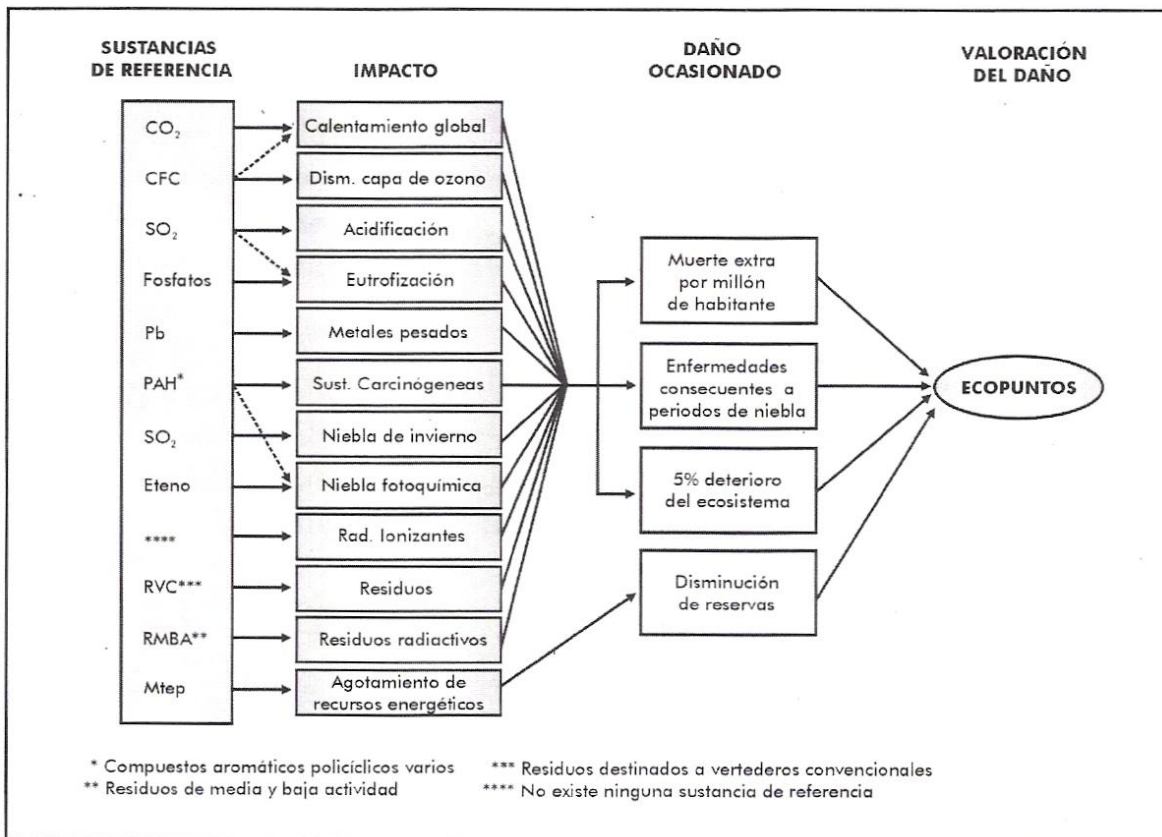 SUSTANCIAS
DE REFERENCIA
IMPACTO
DAÑO
OCASIONADO
VALORACIÓN
DEL DAÑO
CO₂
CFC
SO₂
Fosfatos
Pb
PAH*
SO₂
Eteno
****
RVC***
RMBA**
Mtep
Calentamiento global
Dism. capa de ozono
Acidificación
Eutrofización
Metales pesados
Sust. Carcinógeneas
Niebla de invierno
Niebla fotoquímica
Rad. Ionizantes
Residuos
Residuos radiactivos
Agotamiento de
recursos energéticos
Muerte extra
por millón
de habitante
Enfermedades
consecuentes a
periodos de niebla
5% deterioro
del ecosistema
Disminución
de reservas
ECOPUNTOS
* Compuestos aromáticos policíclicos varios
** Residuos de media y baja actividad
*** Residuos destinados a vertederos convencionales
**** No existe ninguna sustancia de referencia